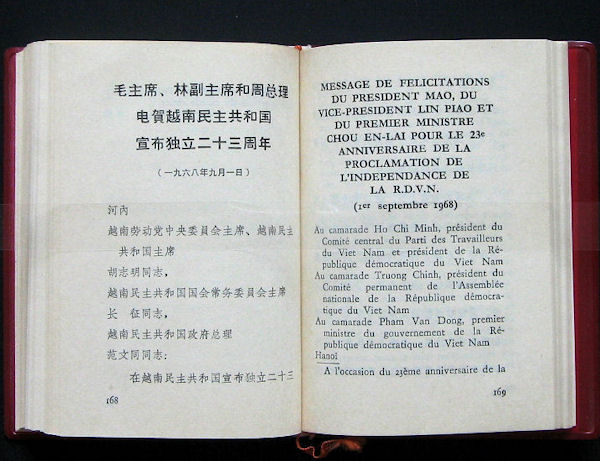 毛主席、林副主席和周总理
电贺越南民主共和国
宣布独立二十三周年
(一九六八年九月一日)
河内
越南劳动党中央委员会主席、越南民主
共和国主席
胡志明同志,
越南民主共和国国会常务委员会主席
长 征同志,
越南民主共和国政府总理
范文同同志:
在越南民主共和国宣布独立二十三
168
MESSAGE DE FELICITATIONS
DU PRESIDENT MAO, DU
VICE-PRESIDENT LIN PIAO ET
DU PREMIER MINISTRE
CHOU EN-LAI POUR LE 23e
ANNIVERSAIRE DE LA
PROCLAMATION DE
L'INDEPENDANCE DE
LA R.D.V.N.
(1er septembre 1968)
Au camarade Ho Chi Minh, président du
Comité central du Parti des Travailleurs
du Viet Nam et président de la Ré-
publique démocratique du Viet Nam
Au camarade Truong Chinh, président du
Comité permanent de l'Assemblée
nationale de la République démocra-
tique du Viet Nam
Au camarade Pham Van Dong, premier
ministre du gouvernement de la Ré-
publique démocratique du Viet Nam
Hanoï
A l'occasion du 23ème anniversaire de la
169